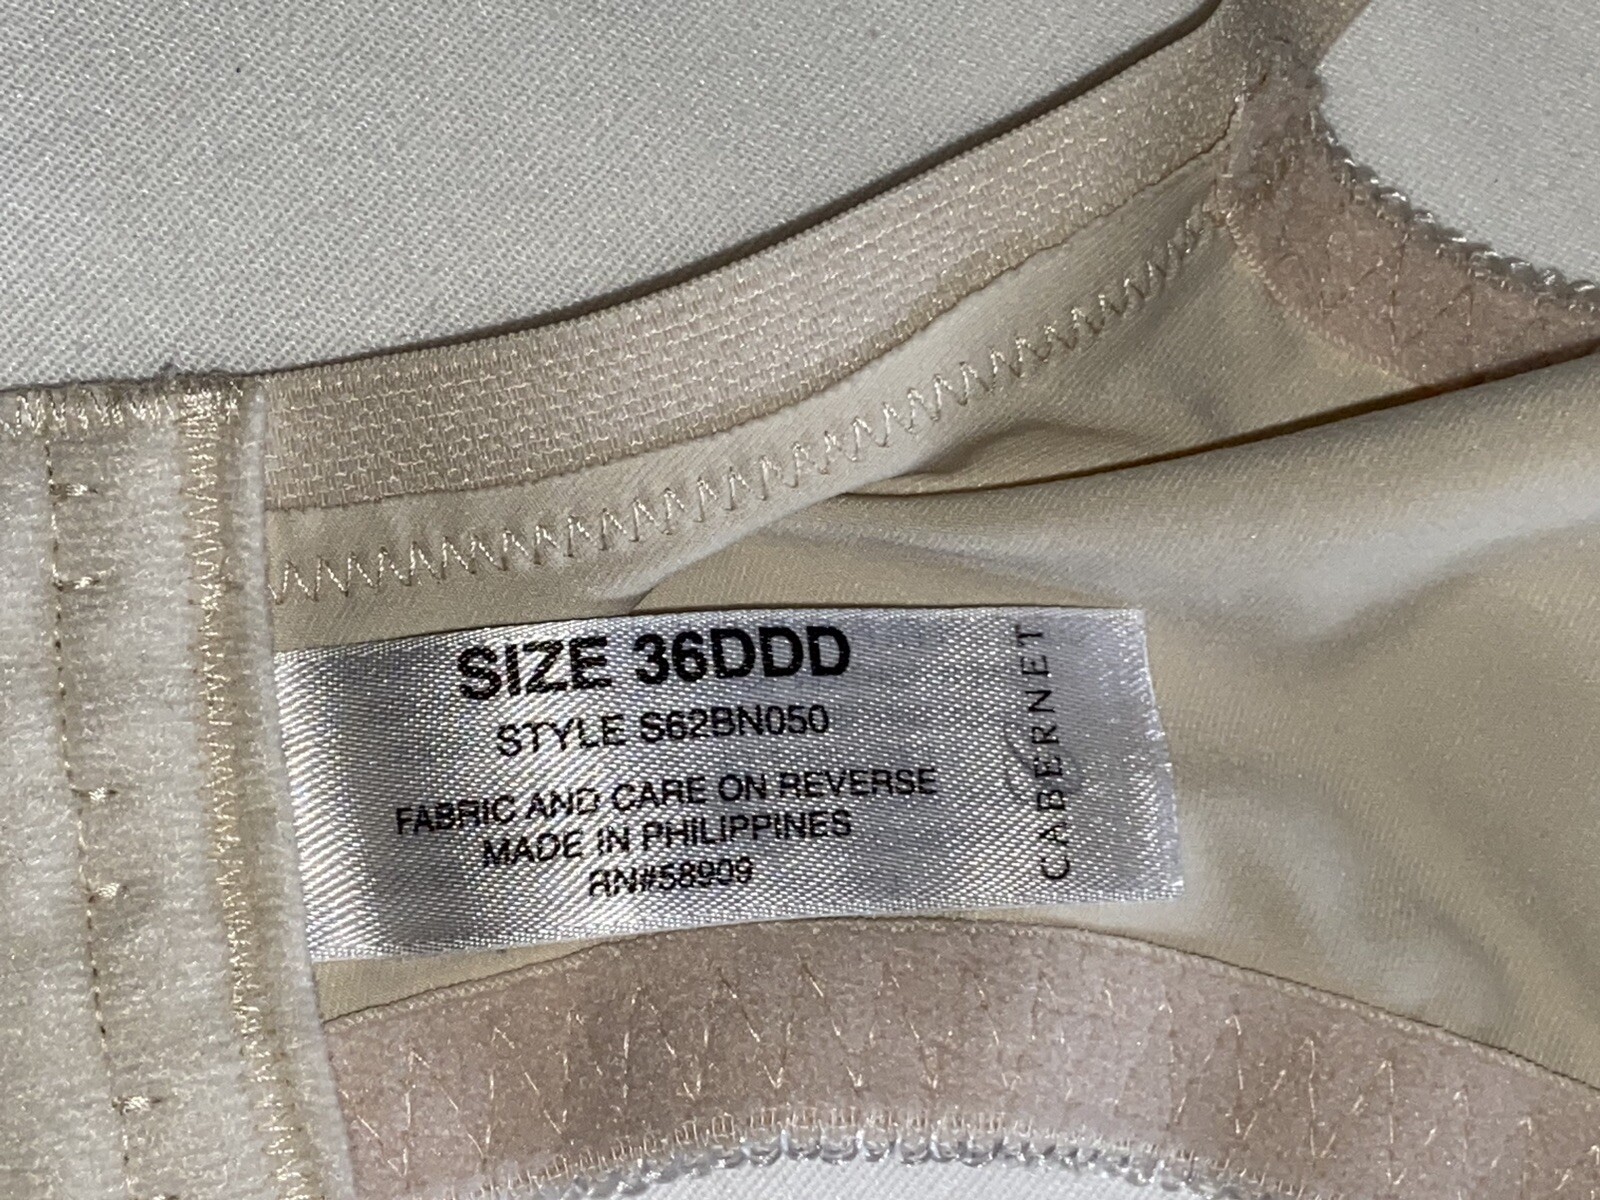 SIZE 36DDD
STYLE S62BN050
FABRIC AND CARE ON REVERSE
MADE IN PHILIPPINES
RN#58909
CABERNET